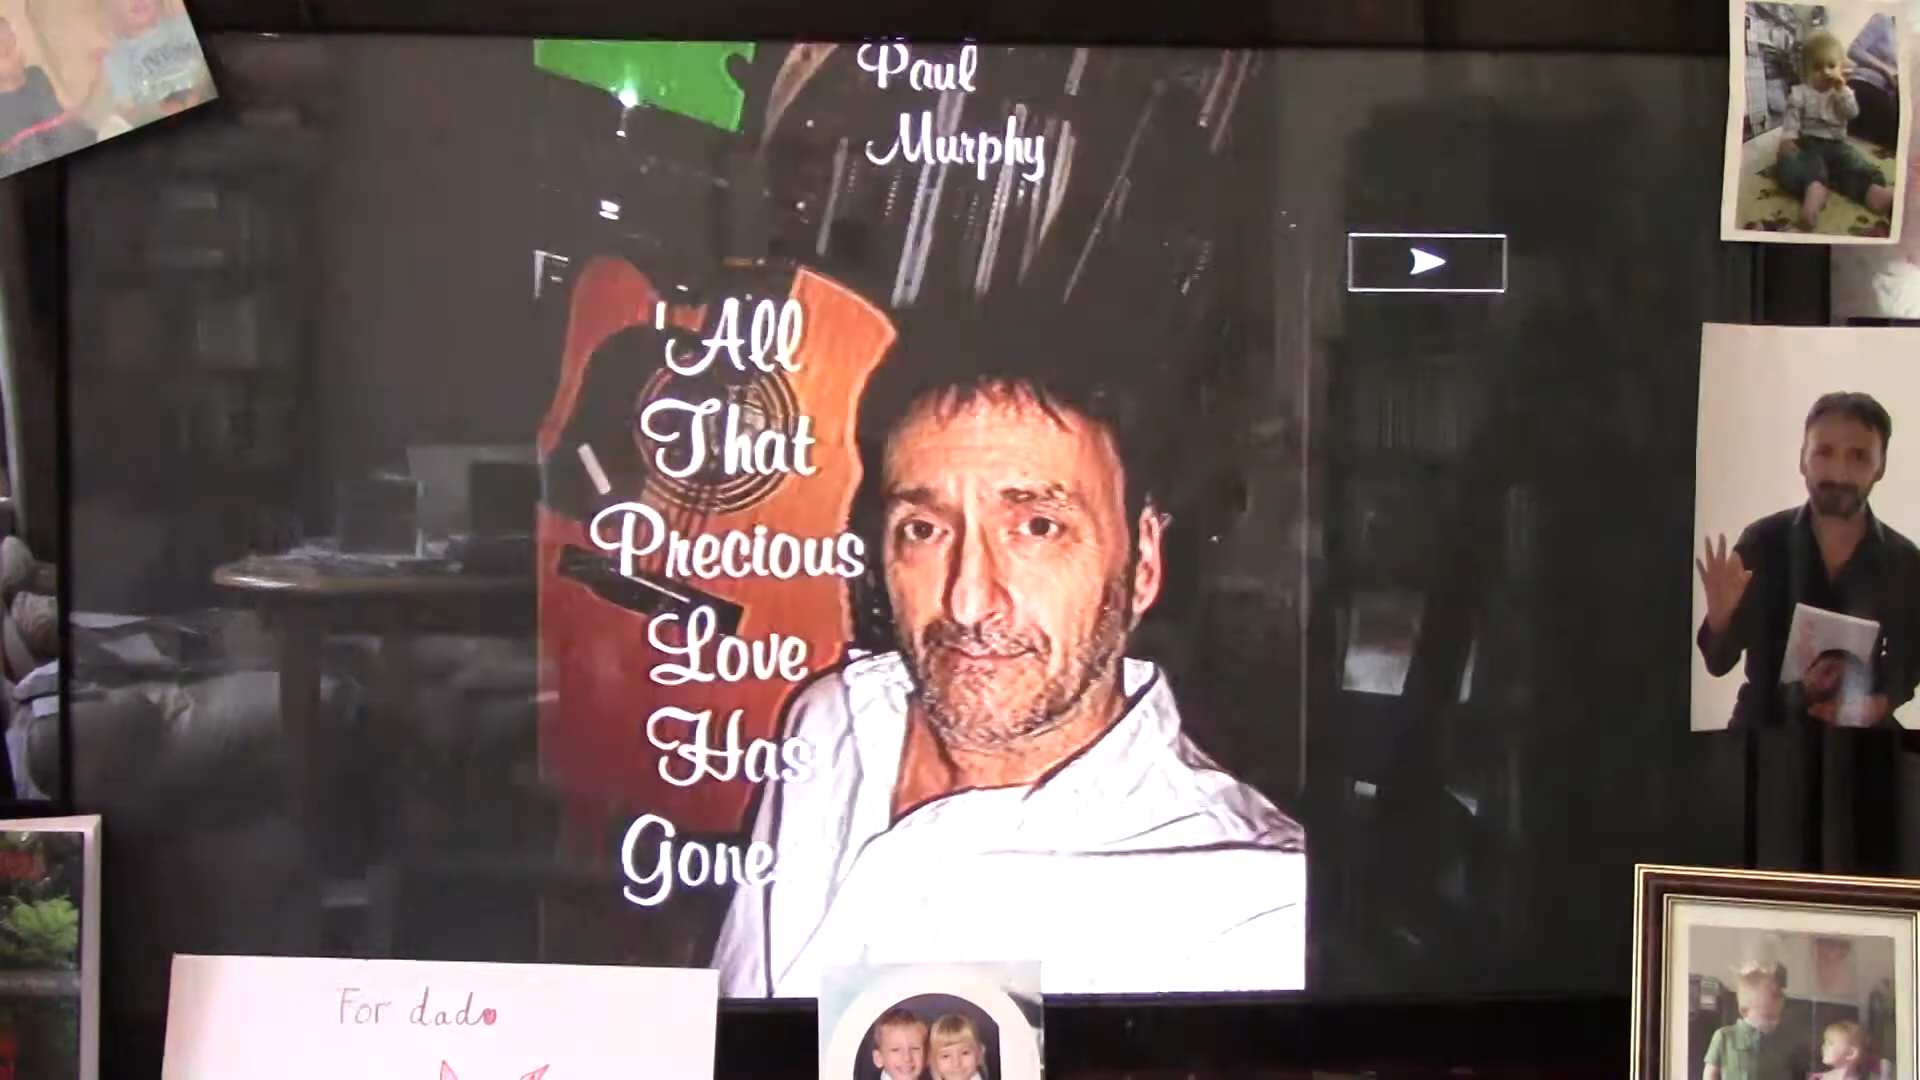 Paul
Murphy
'All
That
Precious
Love
Has
Gone
For dad